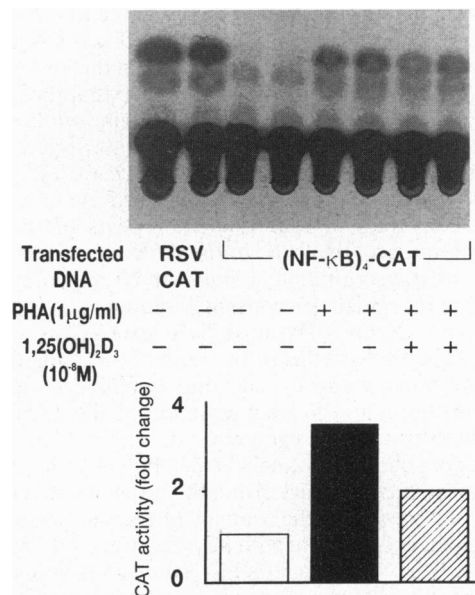 Transfected DNA
RSV CAT
(NF-κB)₄-CAT
PHA(1μg/ml)
− − − − + + + +
1,25(OH)₂D₃ (10⁻⁸M)
− − − − − − + +
CAT activity (fold change)
4
2
0